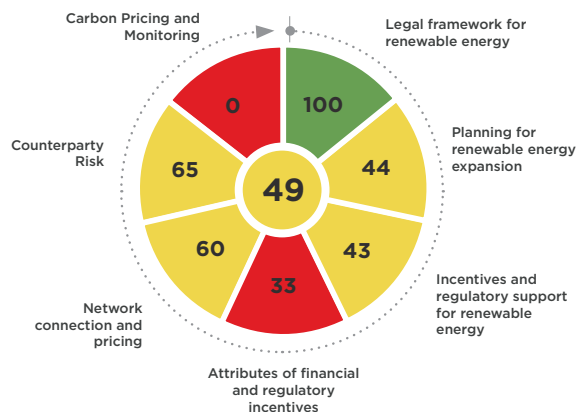 Legal framework for
renewable energy
100
Planning for
renewable energy
expansion
44
Incentives and
regulatory support
for renewable
energy
43
Attributes of financial
and regulatory
incentives
33
Network
connection and
pricing
60
Counterparty
Risk
65
Carbon Pricing and
Monitoring
0
49